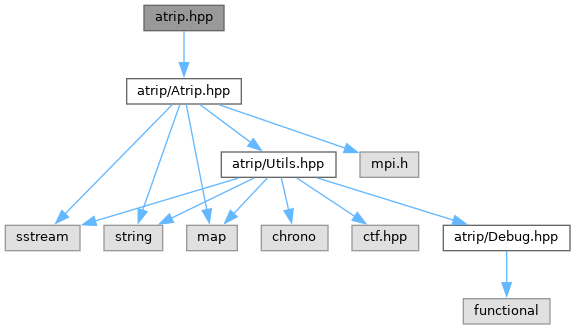 atrip.hpp
atrip/Atrip.hpp
atrip/Utils.hpp
mpi.h
sstream
string
map
chrono
ctf.hpp
atrip/Debug.hpp
functional